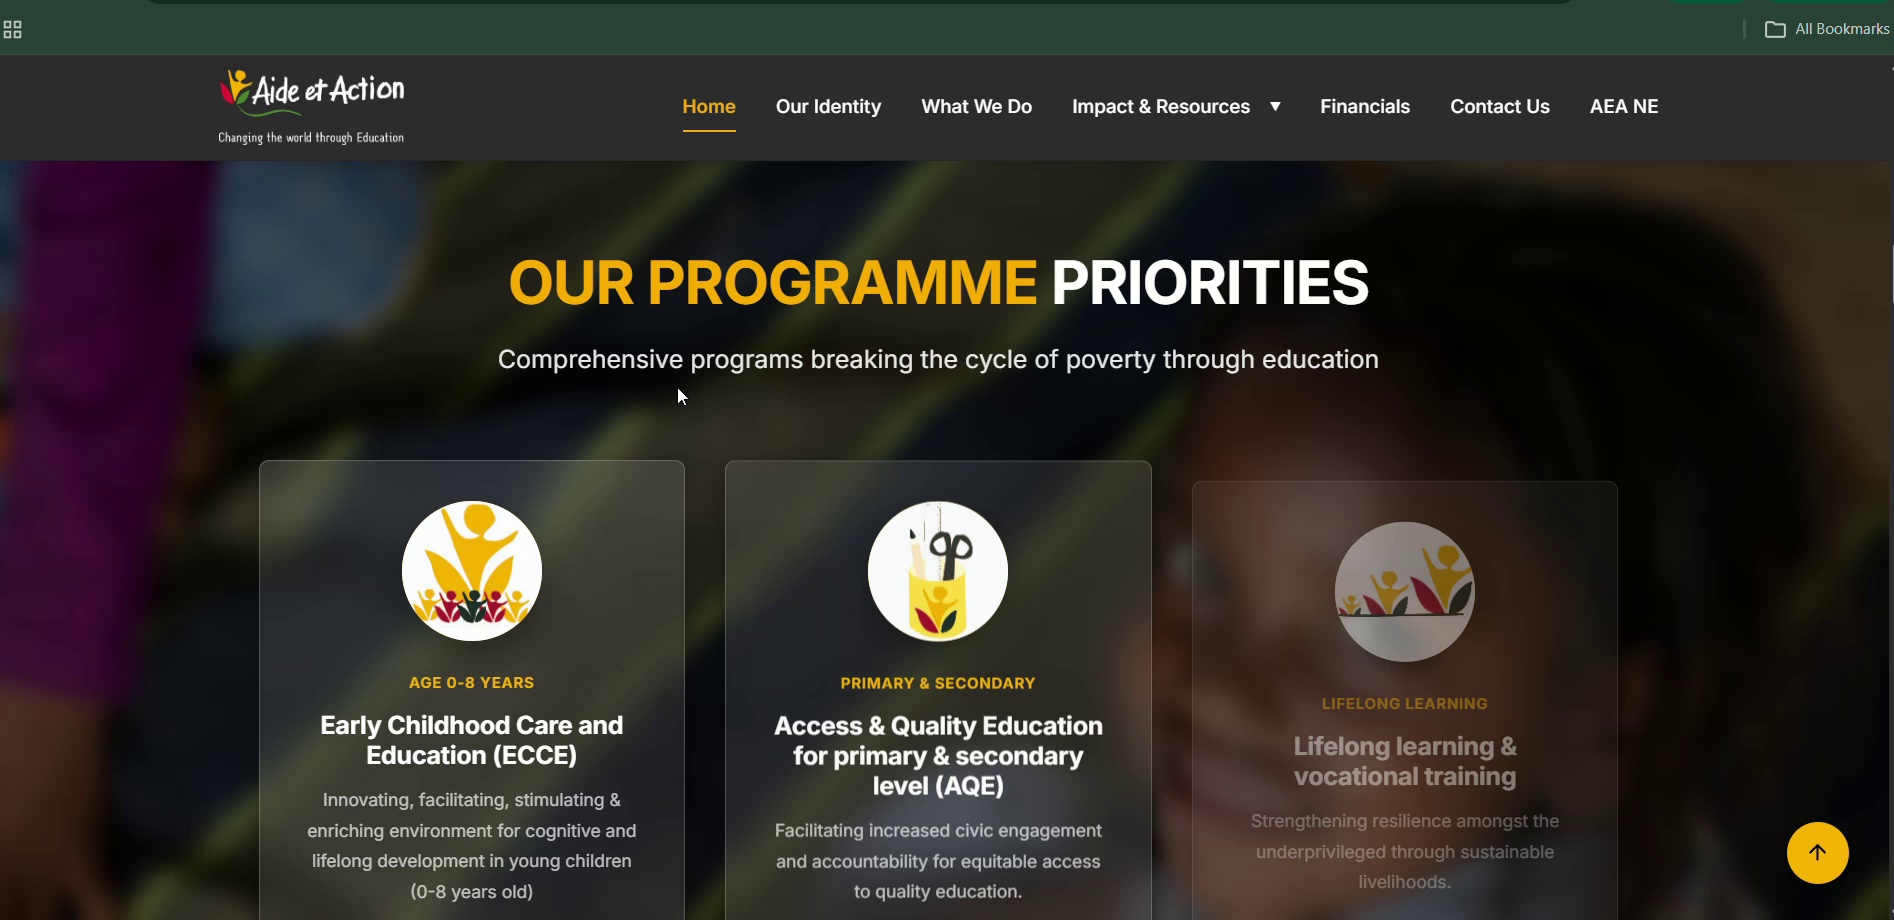 All Bookmarks
Aide et Action
Changing the world through Education
Home
Our Identity
What We Do
Impact & Resources ▼
Financials
Contact Us
AEA NE
OUR PROGRAMME PRIORITIES
Comprehensive programs breaking the cycle of poverty through education
AGE 0-8 YEARS
Early Childhood Care and
Education (ECCE)
Innovating, facilitating, stimulating &
enriching environment for cognitive and
lifelong development in young children
(0-8 years old)
PRIMARY & SECONDARY
Access & Quality Education
for primary & secondary
level (AQE)
Facilitating increased civic engagement
and accountability for equitable access
to quality education.
LIFELONG LEARNING
Lifelong learning &
vocational training
Strengthening resilience amongst the
underprivileged through sustainable
livelihoods.